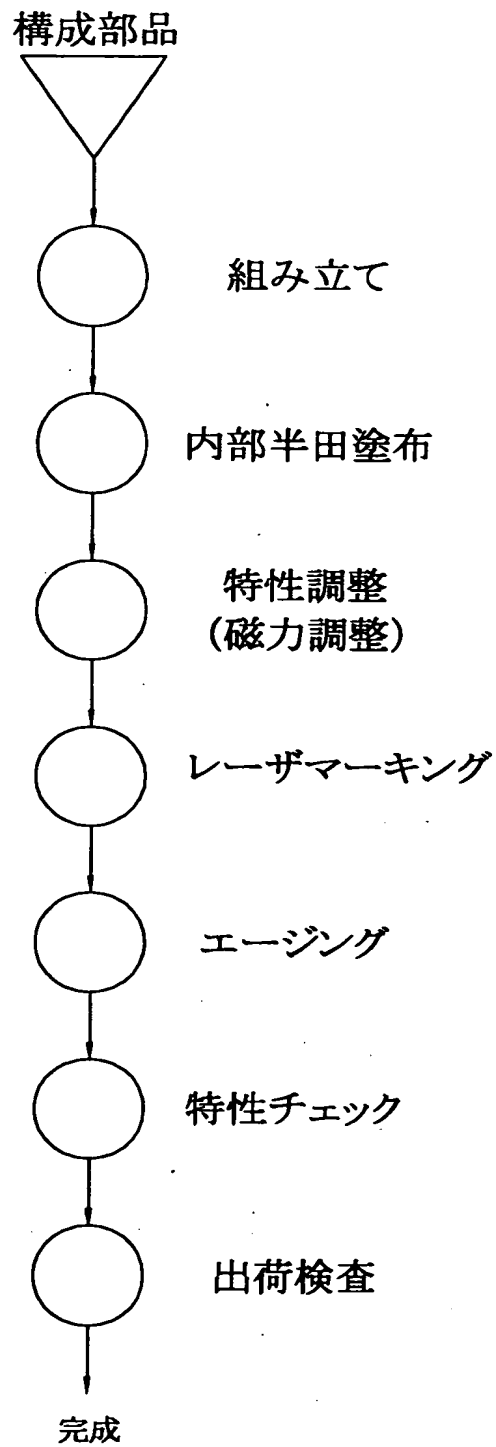 構成部品
組み立て
内部半田塗布
特性調整
(磁力調整)
レーザマーキング
エージング
特性チェック
出荷検査
完成